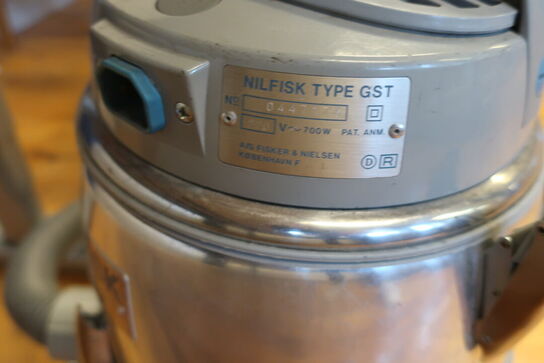 NILFISK TYPE GST
No
V~ 700W PAT. ANM.
A/S FISKER & NIELSEN
KØBENHAVN F
D R